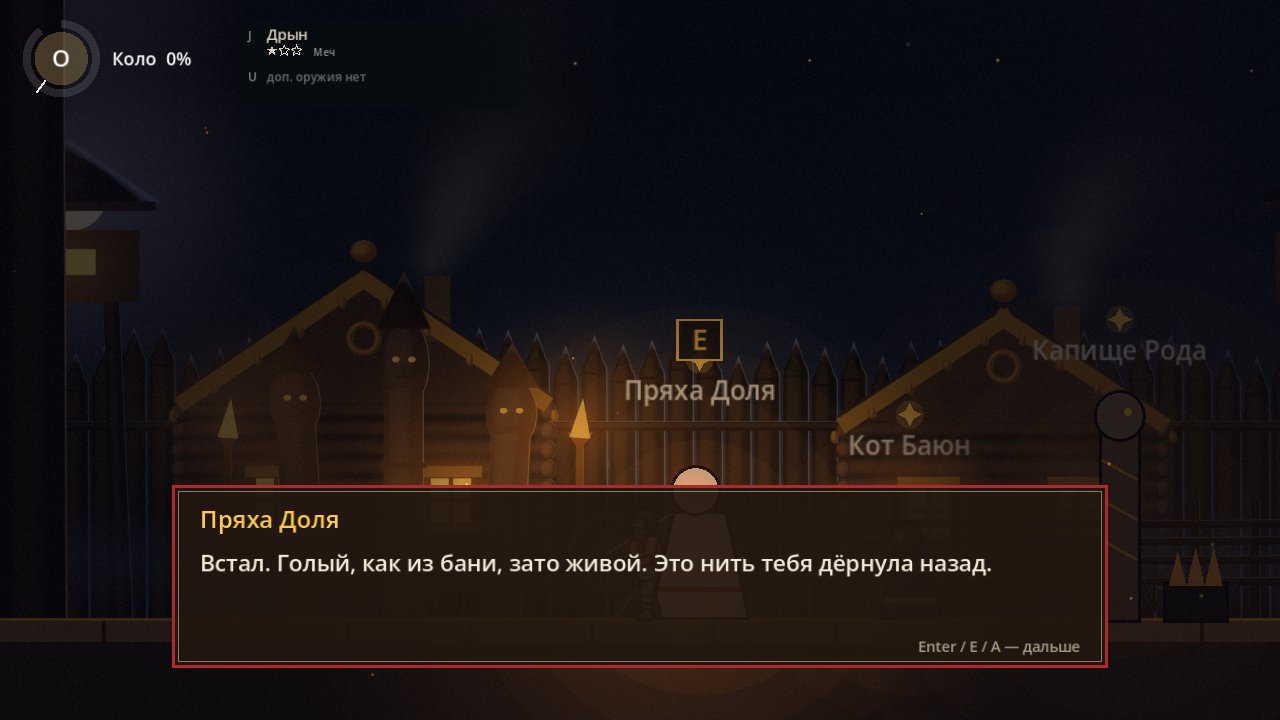 O
Коло 0%
J Дрын
★☆☆ Меч
U доп. оружия нет
E
Пряха Доля
Капище Рода
Кот Баюн
Пряха Доля
Встал. Голый, как из бани, зато живой. Это нить тебя дёрнула назад.
Enter / E / A — дальше